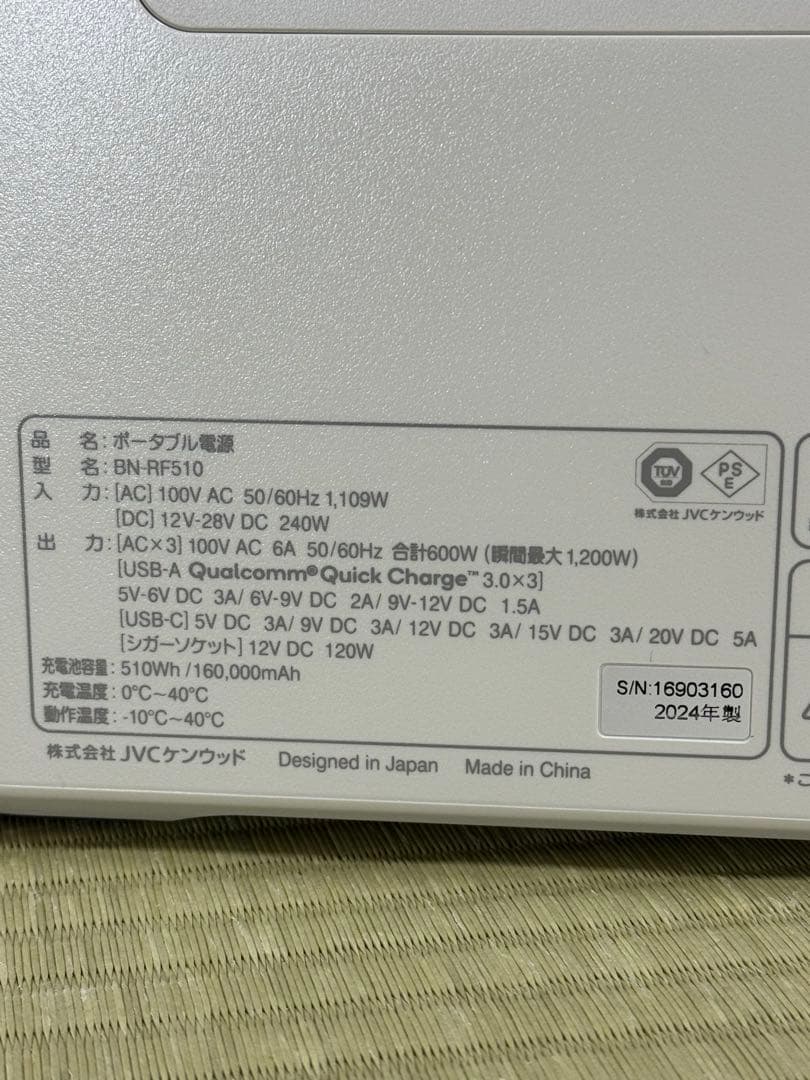 品 名:ポータブル電源
型 名:BN-RF510
入 力:[AC] 100V AC 50/60Hz 1,109W
[DC] 12V-28V DC 240W
出 力:[AC×3] 100V AC 6A 50/60Hz 合計600W (瞬間最大1,200W)
[USB-A Qualcomm® Quick Charge™ 3.0×3]
5V-6V DC 3A/ 6V-9V DC 2A/ 9V-12V DC 1.5A
[USB-C] 5V DC 3A/ 9V DC 3A/ 12V DC 3A/ 15V DC 3A/ 20V DC 5A
[シガーソケット] 12V DC 120W
充電池容量: 510Wh /160,000mAh
充電温度: 0°C~40°C
動作温度: -10°C~40°C
TÜV
PS
E
株式会社 JVCケンウッド
S/N:16903160
2024年製
株式会社 JVCケンウッド Designed in Japan Made in China
*こ